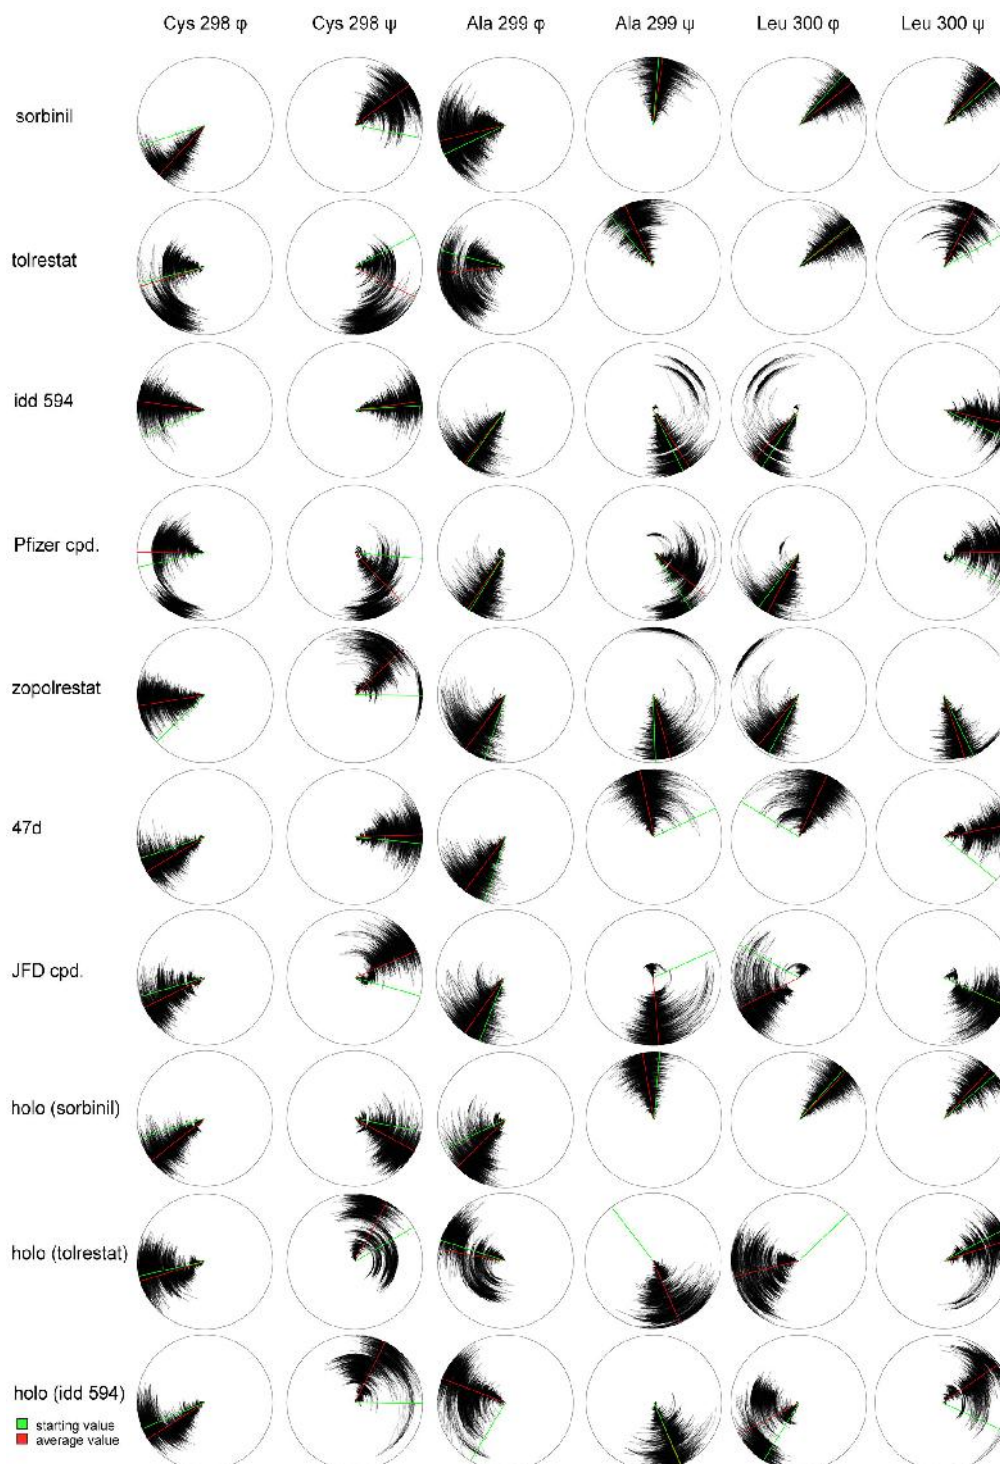 Cys 298 φ Cys 298 ψ Ala 299 φ Ala 299 ψ Leu 300 φ Leu 300 ψ
sorbinil
tolrestat
idd 594
Pfizer cpd.
zopolrestat
47d
JFD cpd.
holo (sorbinil)
holo (tolrestat)
holo (idd 594)
starting value
average value